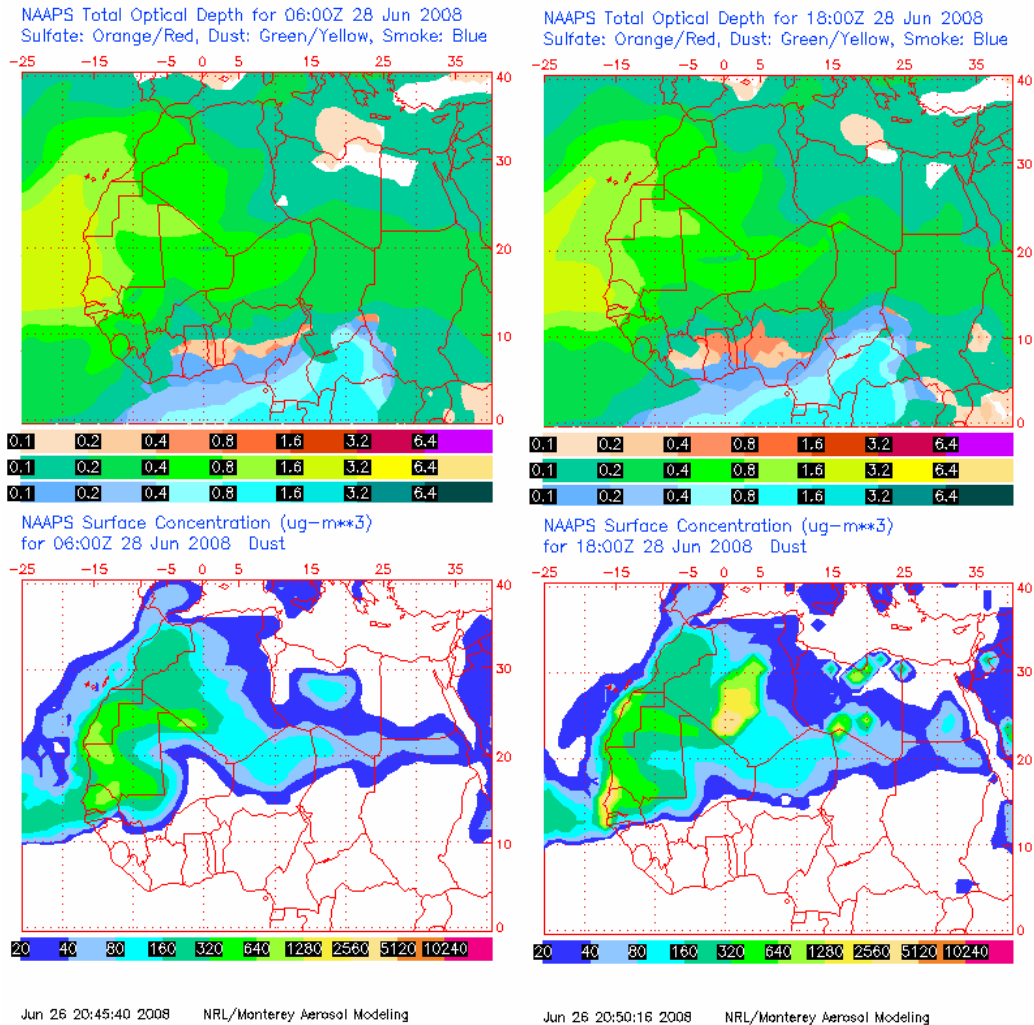 NAAPS Total Optical Depth for 06:00Z 28 Jun 2008
Sulfate: Orange/Red, Dust: Green/Yellow, Smoke: Blue
-25 -15 -5 0 5 15 25 40
30
20
10
0
0.1 0.2 0.4 0.8 1.6 3.2 6.4
0.1 0.2 0.4 0.8 1.6 3.2 6.4
0.1 0.2 0.4 0.8 1.6 3.2 6.4
NAAPS Total Optical Depth for 18:00Z 28 Jun 2008
Sulfate: Orange/Red, Dust: Green/Yellow, Smoke: Blue
-25 -15 -5 0 5 15 25 40
30
20
10
0
0.1 0.2 0.4 0.8 1.6 3.2 6.4
0.1 0.2 0.4 0.8 1.6 3.2 6.4
0.1 0.2 0.4 0.8 1.6 3.2 6.4
NAAPS Surface Concentration (ug-m**3)
for 06:00Z 28 Jun 2008 Dust
-25 -15 -5 0 5 15 25 35 40
30
20
10
0
20 40 80 160 320 640 1280 2560 5120 10240
Jun 26 20:45:40 2008 NRL/Monterey Aerosol Modeling
NAAPS Surface Concentration (ug-m**3)
for 18:00Z 28 Jun 2008 Dust
-25 -15 -5 0 5 15 25 35 40
30
20
10
0
20 40 80 160 320 640 1280 2560 5120 10240
Jun 26 20:50:16 2008 NRL/Monterey Aerosol Modeling